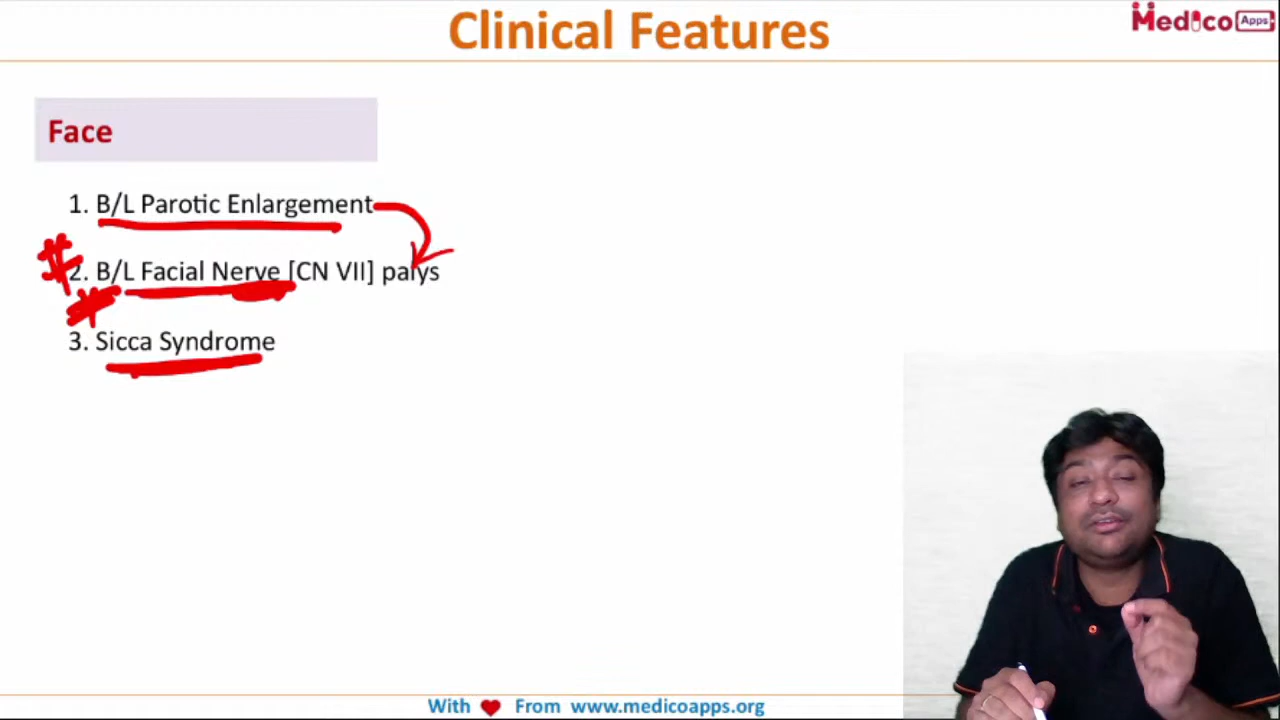 Clinical Features
Medico Apps
Face
1. B/L Parotic Enlargement
2. B/L Facial Nerve [CN VII] palys
3. Sicca Syndrome
With From www.medicoapps.org